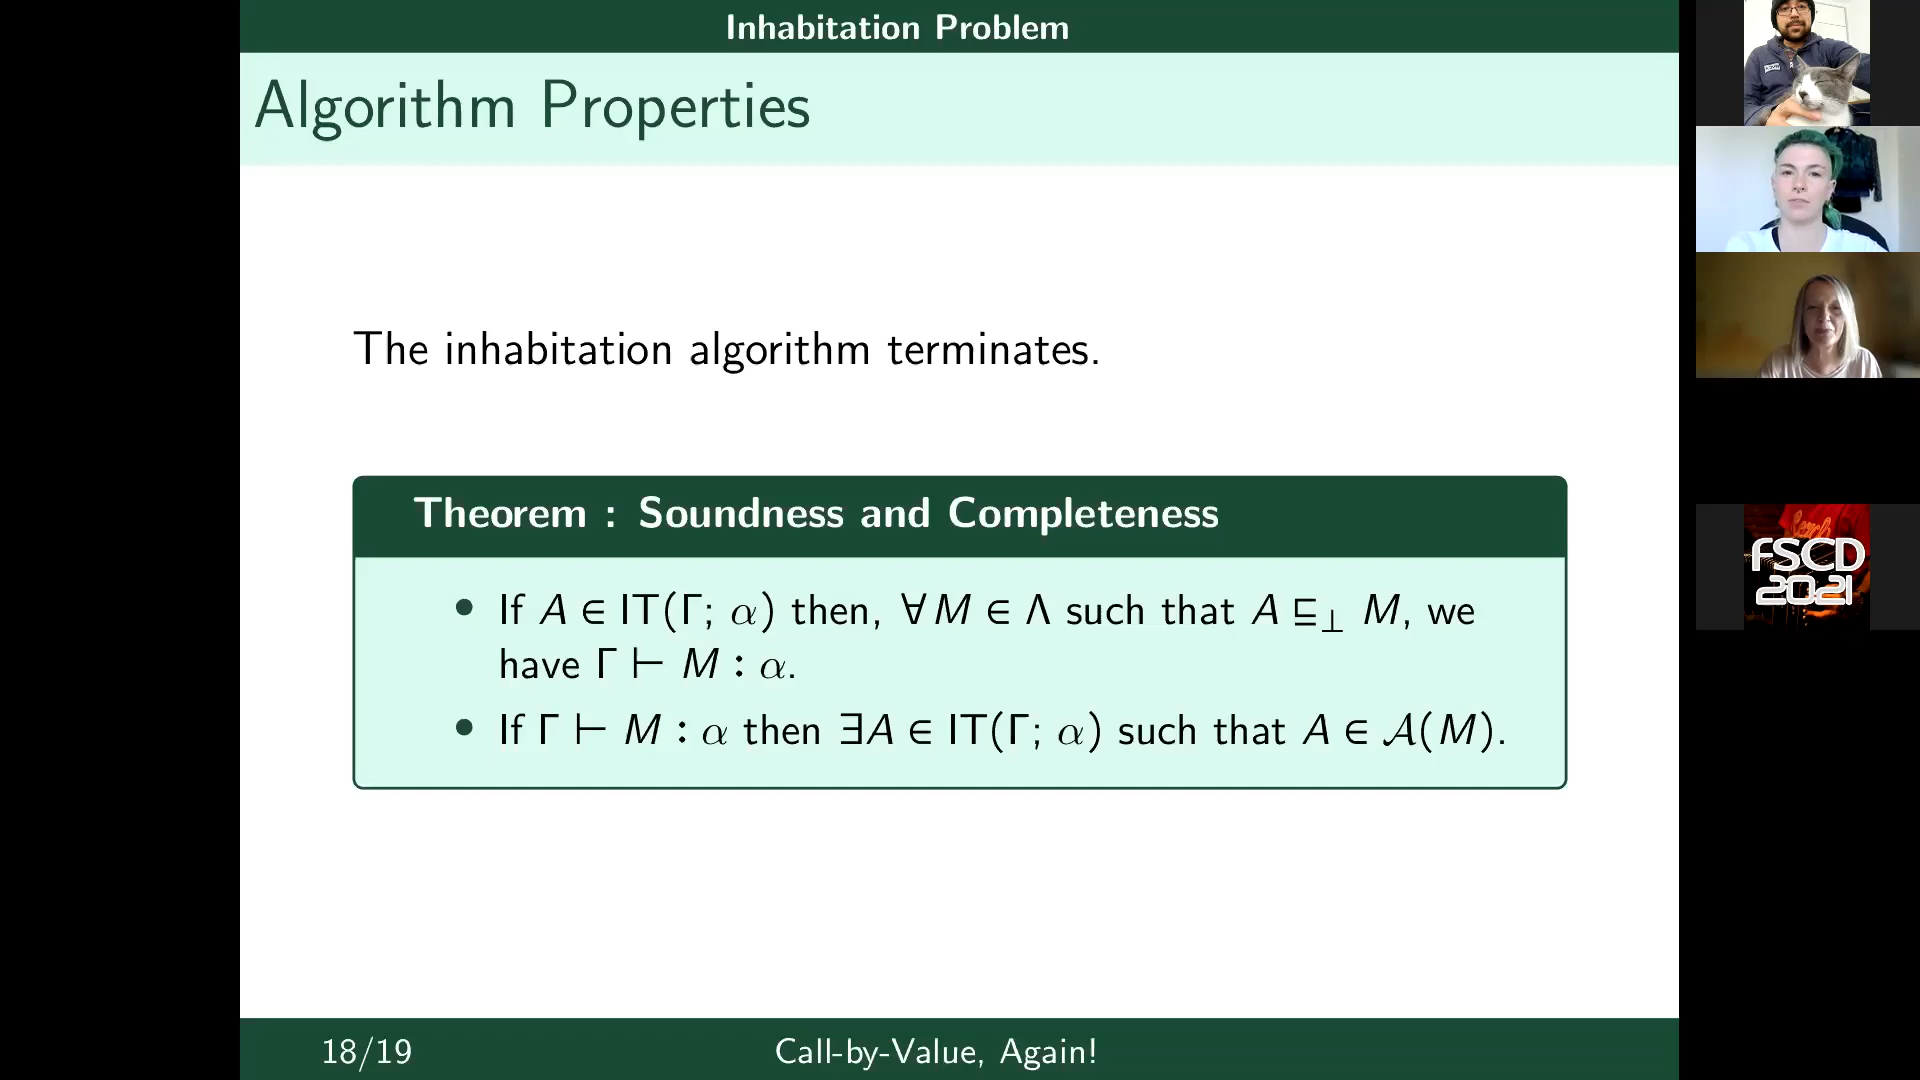 Inhabitation Problem
Algorithm Properties
The inhabitation algorithm terminates.
Theorem : Soundness and Completeness
• If A ∈ IT(Γ; α) then, ∀M ∈ Λ such that A ⊑⊥ M, we
have Γ ⊢ M : α.
• If Γ ⊢ M : α then ∃A ∈ IT(Γ; α) such that A ∈ 𝒜(M).
18/19
Call-by-Value, Again!
FSCD
2021